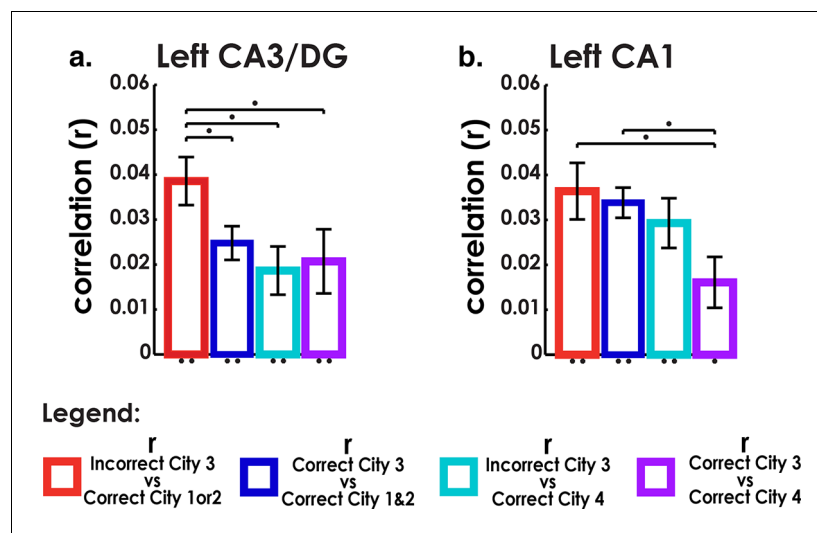 a. Left CA3/DG
b. Left CA1
correlation (r)
0.06
0.05
0.04
0.03
0.02
0.01
0
correlation (r)
0.06
0.05
0.04
0.03
0.02
0.01
0
Legend:
r
Incorrect City 3
vs
Correct City 1or2
r
Correct City 3
vs
Correct City 1&2
r
Incorrect City 3
vs
Correct City 4
r
Correct City 3
vs
Correct City 4